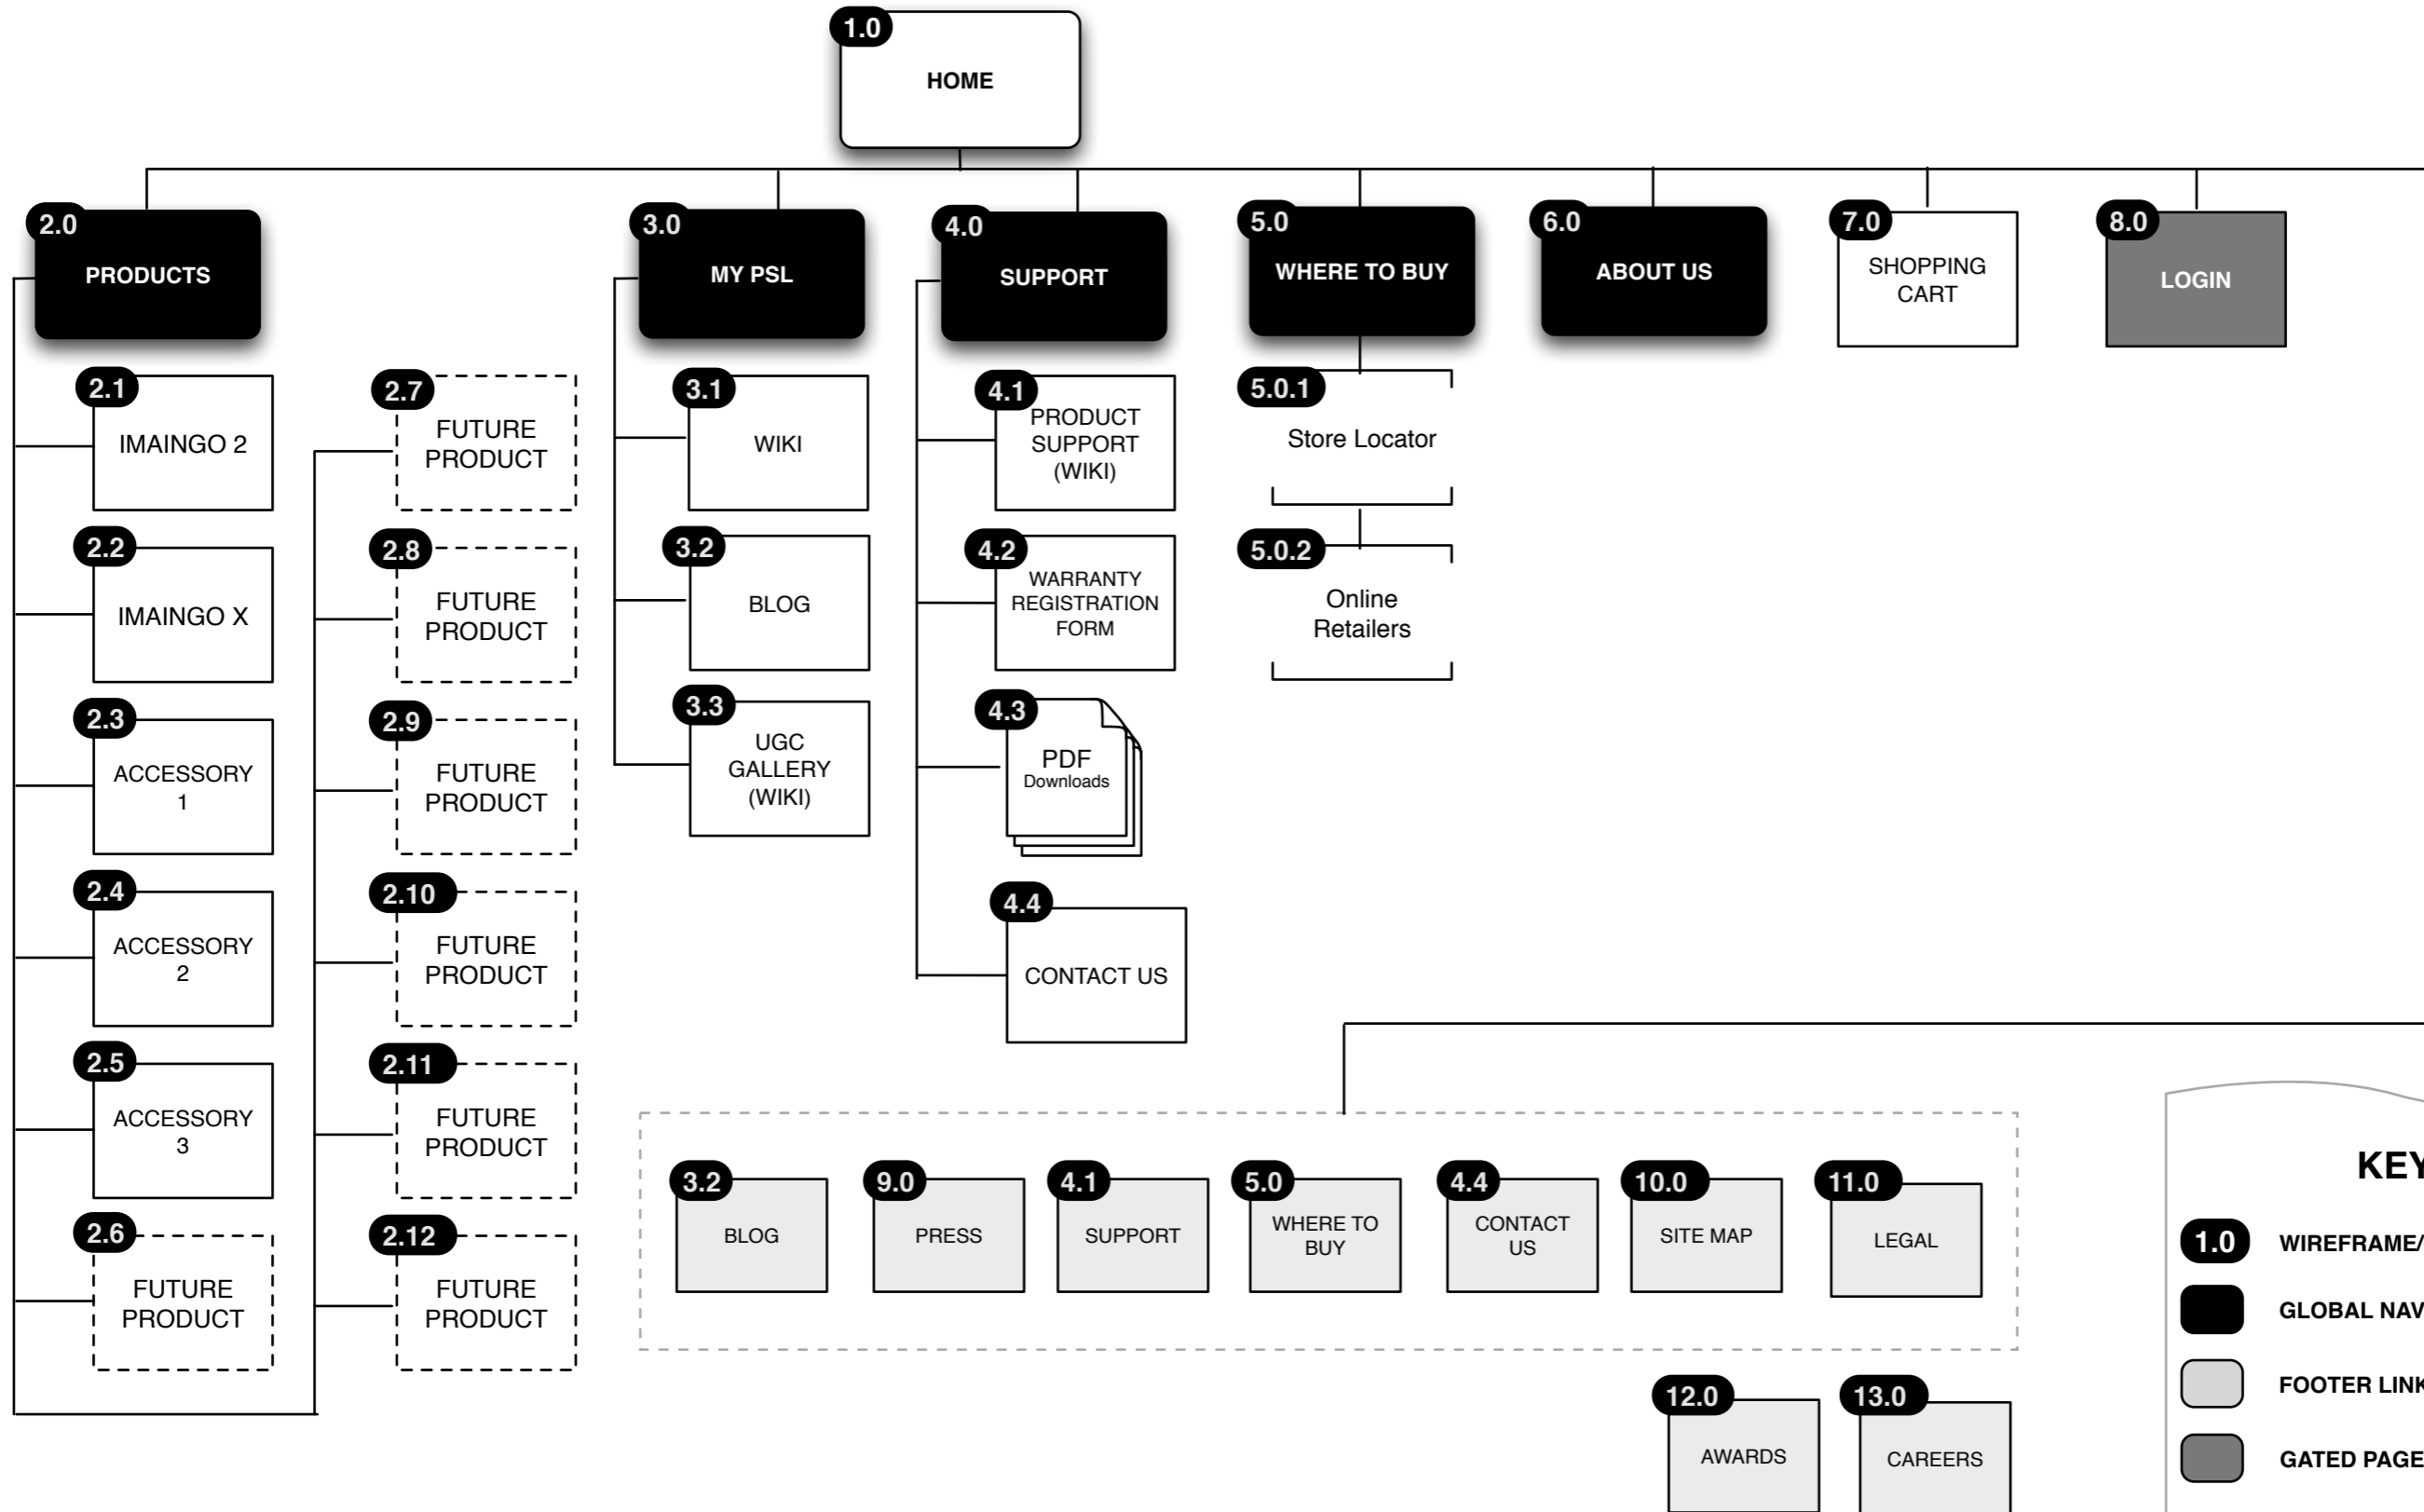 1.0
HOME
2.0
PRODUCTS
3.0
MY PSL
4.0
SUPPORT
5.0
WHERE TO BUY
6.0
ABOUT US
7.0
SHOPPING
CART
8.0
LOGIN
2.1
IMAINGO 2
2.2
IMAINGO X
2.3
ACCESSORY
1
2.4
ACCESSORY
2
2.5
ACCESSORY
3
2.6
FUTURE
PRODUCT
2.7
FUTURE
PRODUCT
2.8
FUTURE
PRODUCT
2.9
FUTURE
PRODUCT
2.10
FUTURE
PRODUCT
2.11
FUTURE
PRODUCT
2.12
FUTURE
PRODUCT
3.1
WIKI
3.2
BLOG
3.3
UGC
GALLERY
(WIKI)
4.1
PRODUCT
SUPPORT
(WIKI)
4.2
WARRANTY
REGISTRATION
FORM
4.3
PDF
Downloads
4.4
CONTACT US
5.0.1
Store Locator
5.0.2
Online
Retailers
3.2
BLOG
9.0
PRESS
4.1
SUPPORT
5.0
WHERE TO
BUY
4.4
CONTACT
US
10.0
SITE MAP
11.0
LEGAL
12.0
AWARDS
13.0
CAREERS
KEY
1.0 WIREFRAME/
GLOBAL NAV
FOOTER LINK
GATED PAGE